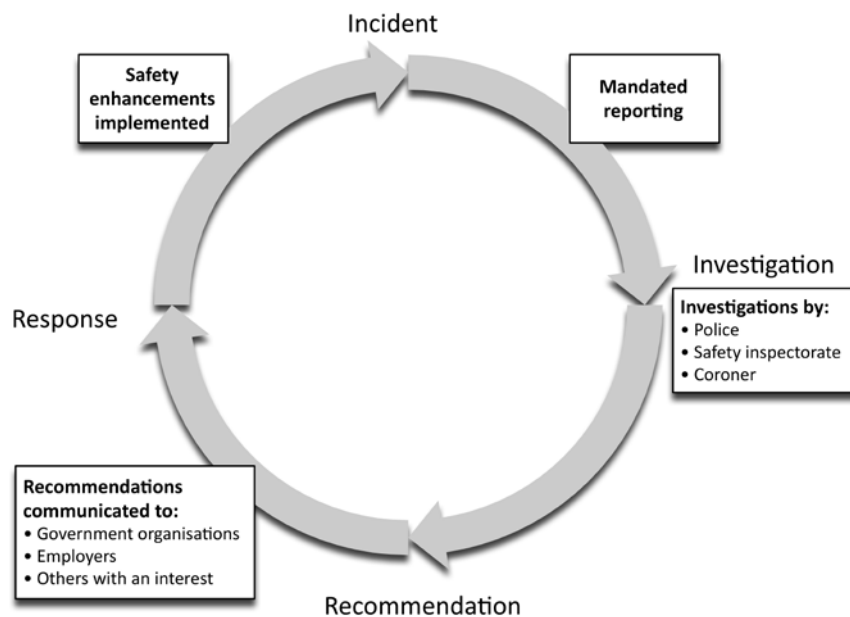 Incident
Safety
enhancements
implemented
Mandated
reporting
Investigation
Investigations by:
• Police
• Safety inspectorate
• Coroner
Response
Recommendations
communicated to:
• Government organisations
• Employers
• Others with an interest
Recommendation